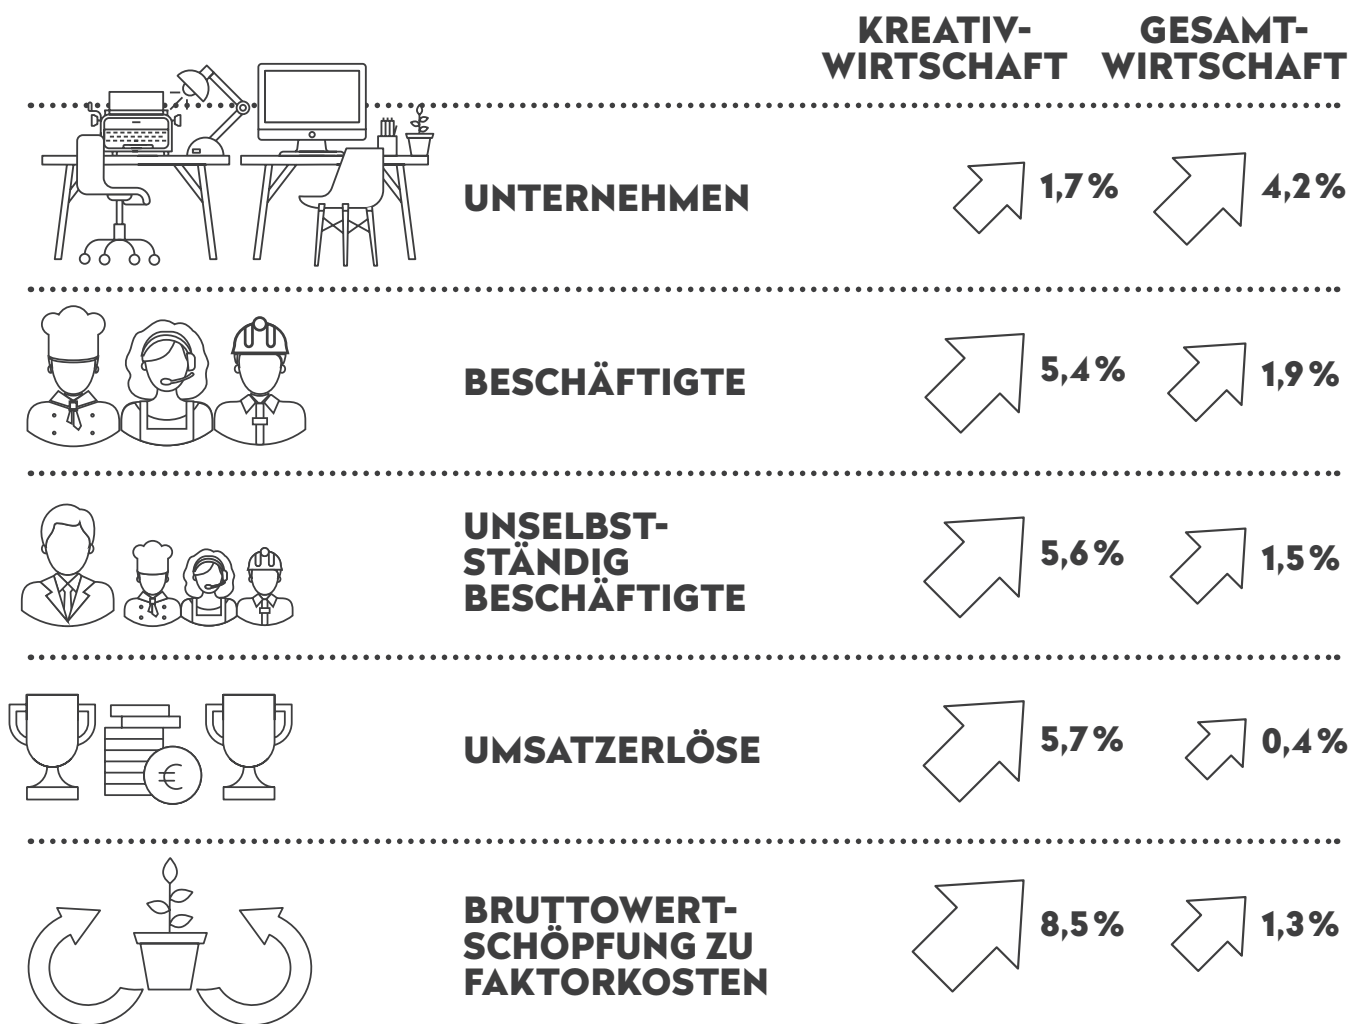 KREATIV-
WIRTSCHAFT
GESAMT-
WIRTSCHAFT
UNTERNEHMEN
1,7 %
4,2 %
BESCHÄFTIGTE
5,4 %
1,9 %
UNSELBST-
STÄNDIG
BESCHÄFTIGTE
5,6 %
1,5 %
UMSATZERLÖSE
5,7 %
0,4 %
BRUTTOWERT-
SCHÖPFUNG ZU
FAKTORKOSTEN
8,5 %
1,3 %